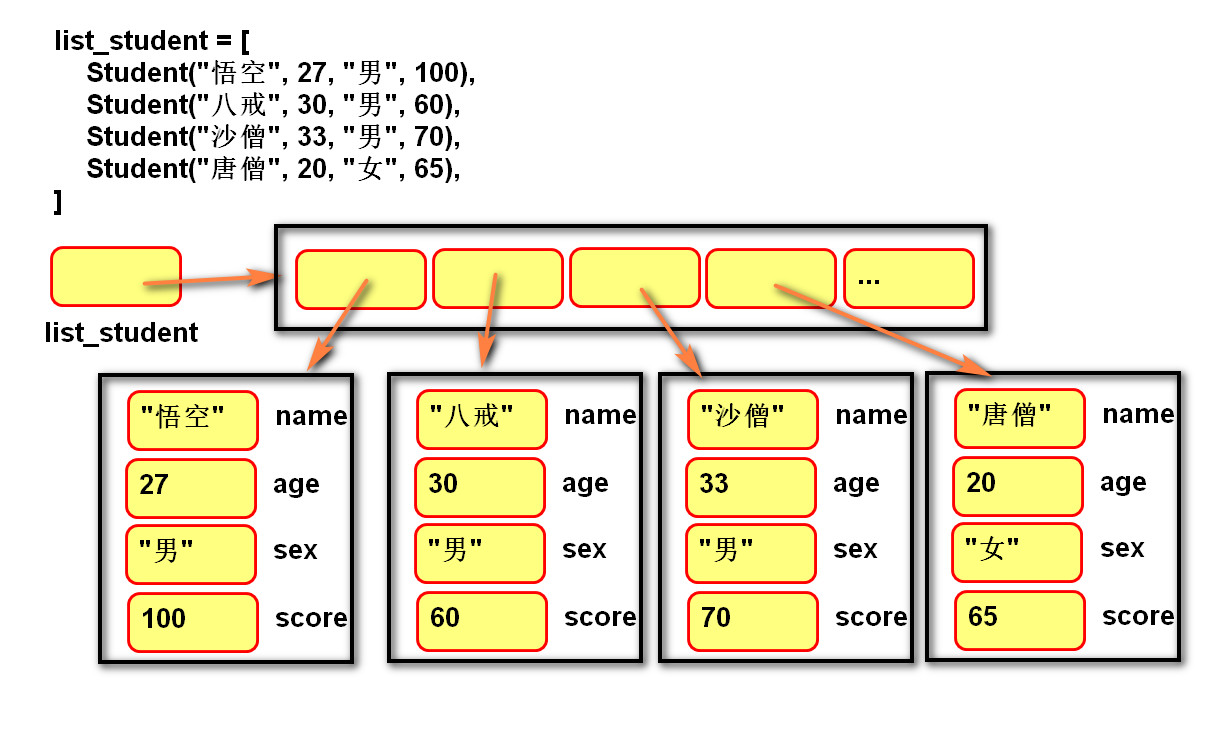 list_student = [
Student("悟空", 27, "男", 100),
Student("八戒", 30, "男", 60),
Student("沙僧", 33, "男", 70),
Student("唐僧", 20, "女", 65),
]
...
list_student
"悟空" name
27 age
"男" sex
100 score
"八戒" name
30 age
"男" sex
60 score
"沙僧" name
33 age
"男" sex
70 score
"唐僧" name
20 age
"女" sex
65 score